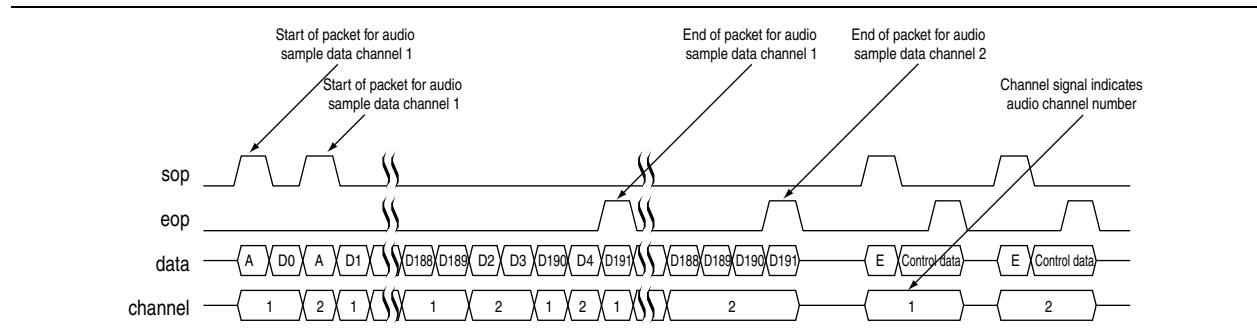 Start of packet for audio
sample data channel 1
End of packet for audio
sample data channel 1
End of packet for audio
sample data channel 2
Start of packet for audio
sample data channel 1
Channel signal indicates
audio channel number
sop
eop
data A D0 A D1 D188 D189 D2 D3 D190 D4 D191 D188 D189 D190 D191 E Control data E Control data
channel 1 2 1 1 2 1 2 1 2 1 2